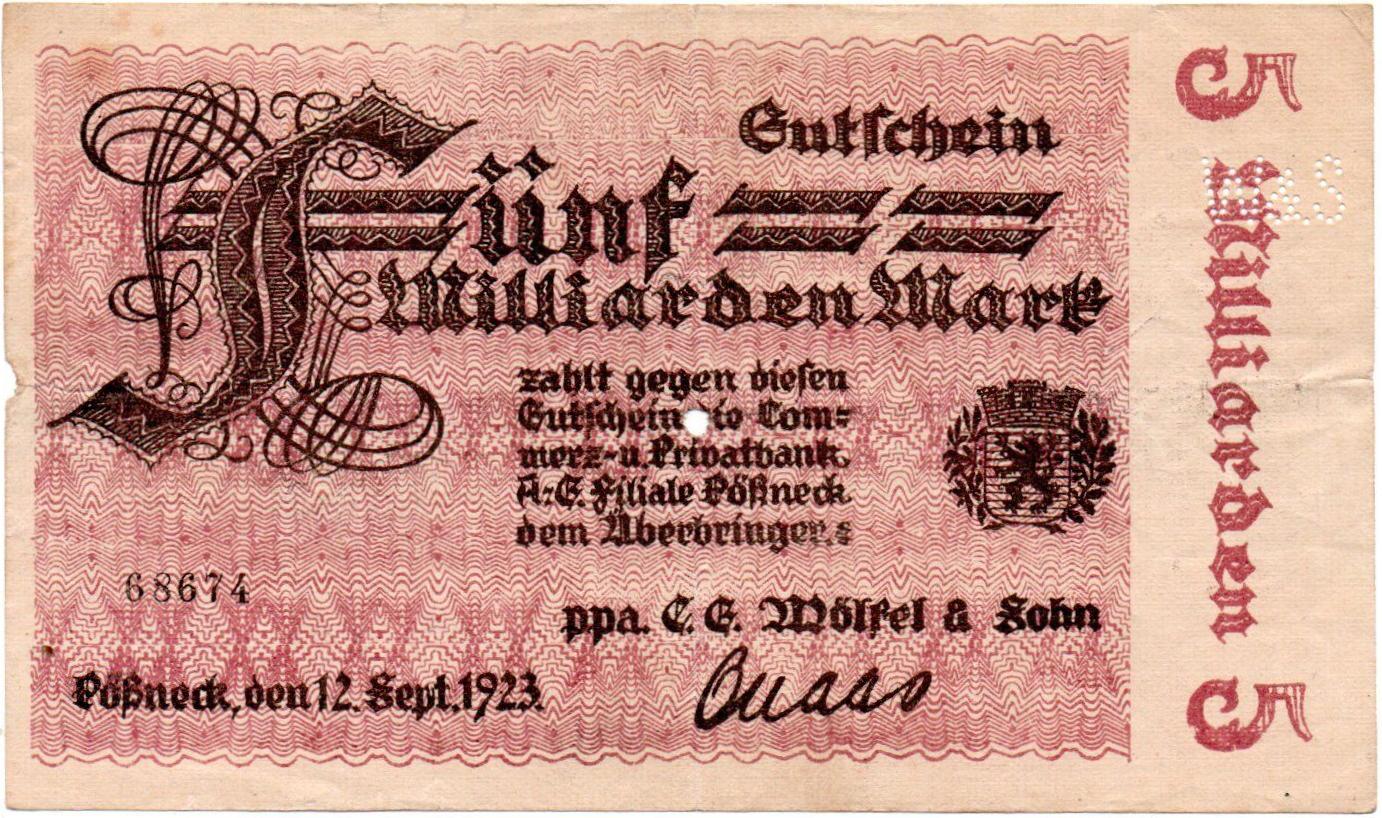 Gutschein
Fünf
Milliarden Mark
zahlt gegen diesen
Gutschein die Com=
merz-u. Privatbank,
A.-G. Filiale Pößneck
dem Überbringer.
68674
ppa. C. G. Wölfel & Sohn
Pößneck, den 12. Sept. 1923.
5 Milliarden 5